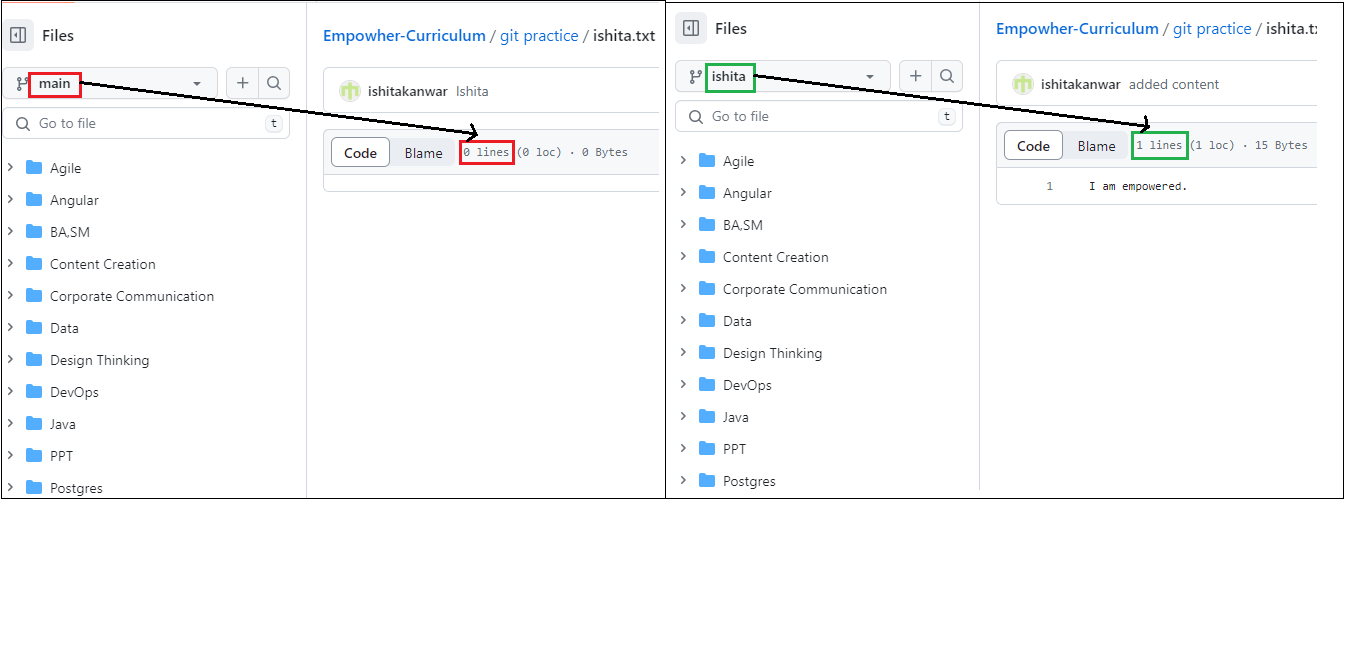 Files
main
Go to file
t
Agile
Angular
BA,SM
Content Creation
Corporate Communication
Data
Design Thinking
DevOps
Java
PPT
Postgres
Empowher-Curriculum / git practice / ishita.txt
ishitakanwar Ishita
Code Blame 0 lines (0 loc) · 0 Bytes
Files
ishita
Go to file
t
Agile
Angular
BA,SM
Content Creation
Corporate Communication
Data
Design Thinking
DevOps
Java
PPT
Postgres
Empowher-Curriculum / git practice / ishita.t
ishitakanwar added content
Code Blame 1 lines (1 loc) · 15 Bytes
1 I am empowered.